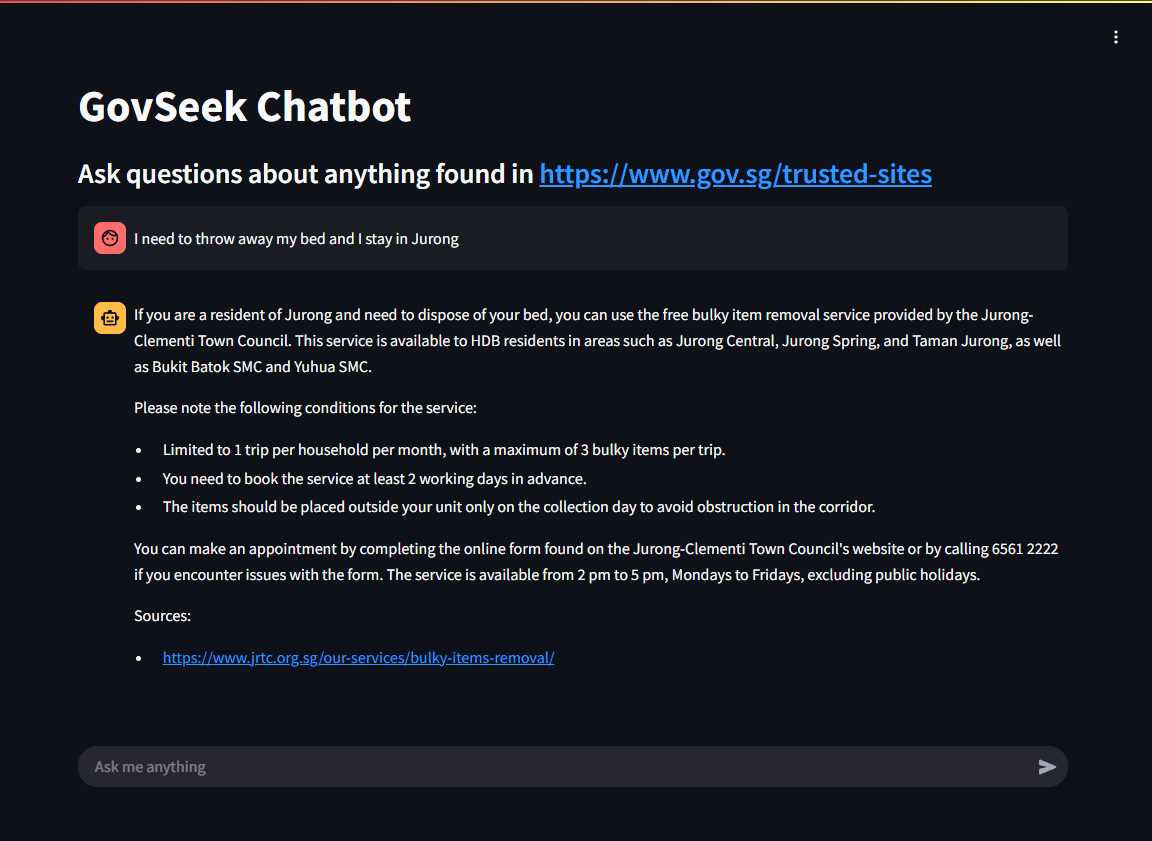 GovSeek Chatbot
Ask questions about anything found in https://www.gov.sg/trusted-sites
I need to throw away my bed and I stay in Jurong
If you are a resident of Jurong and need to dispose of your bed, you can use the free bulky item removal service provided by the Jurong-
Clementi Town Council. This service is available to HDB residents in areas such as Jurong Central, Jurong Spring, and Taman Jurong, as well
as Bukit Batok SMC and Yuhua SMC.
Please note the following conditions for the service:
• Limited to 1 trip per household per month, with a maximum of 3 bulky items per trip.
• You need to book the service at least 2 working days in advance.
• The items should be placed outside your unit only on the collection day to avoid obstruction in the corridor.
You can make an appointment by completing the online form found on the Jurong-Clementi Town Council's website or by calling 6561 2222
if you encounter issues with the form. The service is available from 2 pm to 5 pm, Mondays to Fridays, excluding public holidays.
Sources:
• https://www.jrtc.org.sg/our-services/bulky-items-removal/
Ask me anything